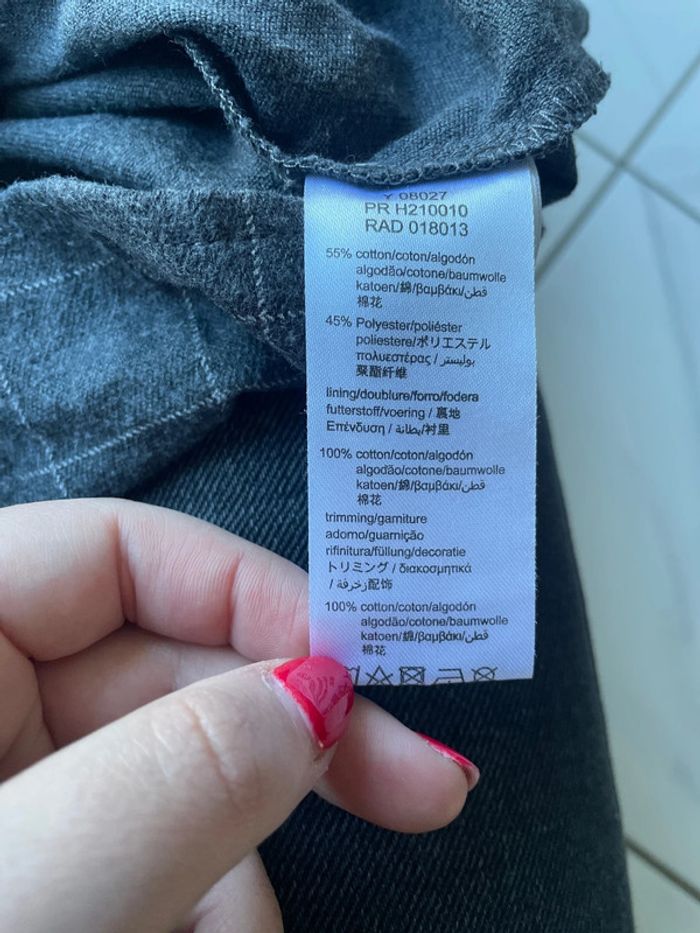 Y 08027
PR H210010
RAD 018013
55% cotton/coton/algodón
algodão/cotone/baumwolle
katoen/綿/βαμβάκι/قطن
棉花
45% Polyester/poliéster
poliestere/ポリエステル
πολυεστέρας / بوليستر
聚酯纤维
lining/doublure/forro/fodera
futterstoff/voering / 裏地
Επένδυση / بطانة/衬里
100% cotton/coton/algodón
algodão/cotone/baumwolle
katoen/綿/βαμβάκι/قطن
棉花
trimming/garniture
adorno/guarnição
rifinitura/füllung/decoratie
トリミング / διακοσμητικά
/ زخرفة/配饰
100% cotton/coton/algodón
algodão/cotone/baumwolle
katoen/綿/βαμβάκι/قطن
棉花